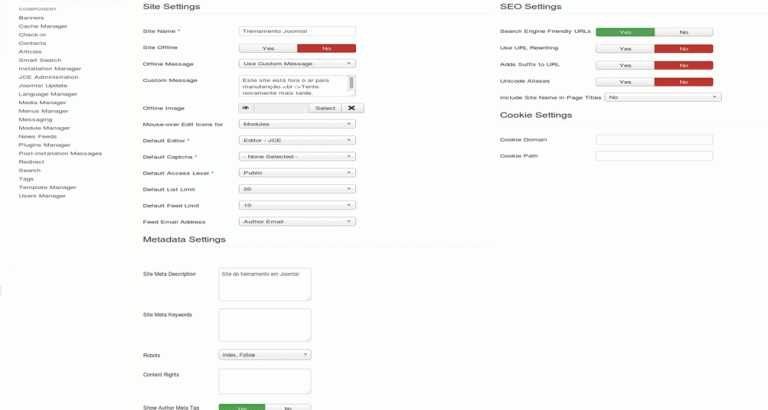 COMPONENT
Banners
Cache Manager
Check-in
Contacts
Articles
Smart Search
Installation Manager
JCE Administration
Joomla! Update
Language Manager
Media Manager
Menus Manager
Messaging
Module Manager
News Feeds
Plugins Manager
Post-installation Messages
Redirect
Search
Tags
Template Manager
Users Manager
Site Settings
Site Name * Treinamento Joomla!
Site Offline Yes No
Offline Message Use Custom Message
Custom Message Este site está fora o ar para
manutenção.<br />Tente
novamente mais tarde.
Offline Image Select
Mouse-over Edit Icons for Modules
Default Editor * Editor - JCE
Default Captcha * - None Selected -
Default Access Level * Public
Default List Limit 20
Default Feed Limit 10
Feed Email Address Author Email
Metadata Settings
Site Meta Description Site do treinamento em Joomla!
Site Meta Keywords
Robots Index, Follow
Content Rights
Show Author Meta Tag Yes No
SEO Settings
Search Engine Friendly URLs Yes No
Use URL Rewriting Yes No
Adds Suffix to URL Yes No
Unicode Aliases Yes No
Include Site Name in Page Titles No
Cookie Settings
Cookie Domain
Cookie Path